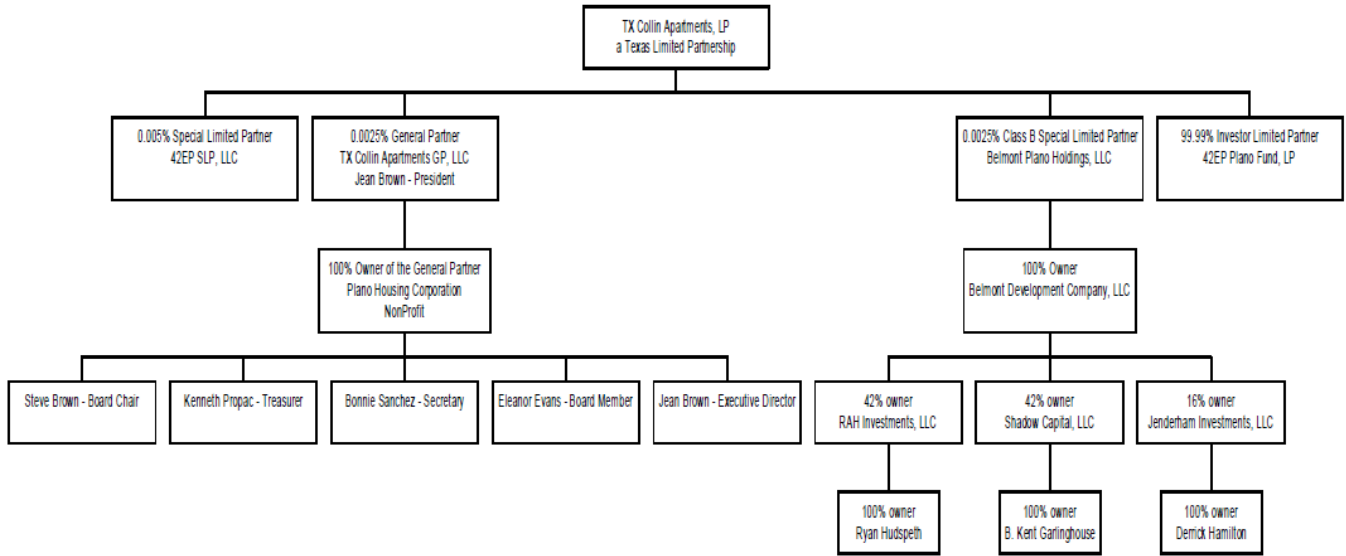 TX Collin Apartments, LP
a Texas Limited Partnership
0.005% Special Limited Partner
42EP SLP, LLC
0.0025% General Partner
TX Collin Apartments GP, LLC
Jean Brown - President
0.0025% Class B Special Limited Partner
Belmont Plano Holdings, LLC
99.99% Investor Limited Partner
42EP Plano Fund, LP
100% Owner of the General Partner
Plano Housing Corporation
NonProfit
100% Owner
Belmont Development Company, LLC
Steve Brown - Board Chair
Kenneth Propac - Treasurer
Bonnie Sanchez - Secretary
Eleanor Evans - Board Member
Jean Brown - Executive Director
42% owner
RAH Investments, LLC
42% owner
Shadow Capital, LLC
16% owner
Jenderham Investments, LLC
100% owner
Ryan Hudspeth
100% owner
B. Kent Garlinghouse
100% owner
Derrick Hamilton